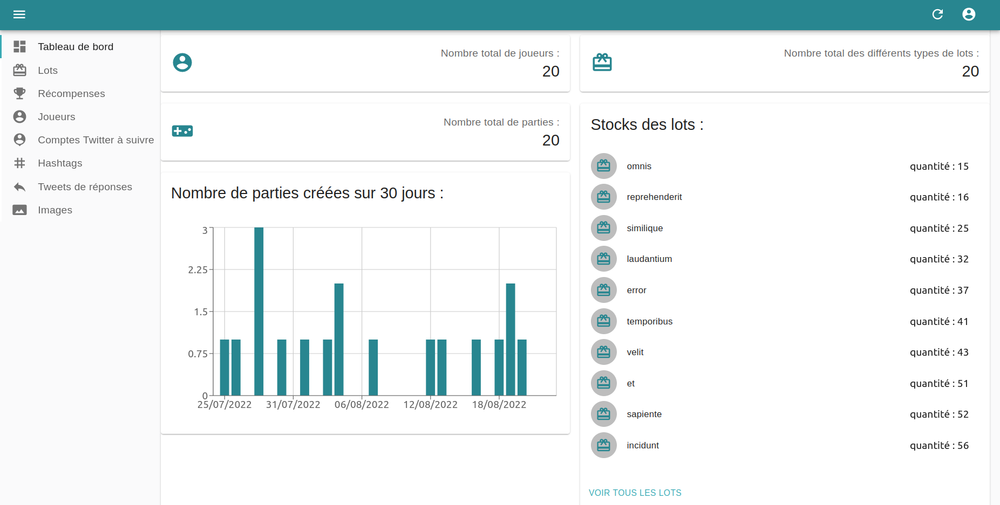 Tableau de bord
Lots
Récompenses
Joueurs
Comptes Twitter à suivre
Hashtags
Tweets de réponses
Images
Nombre total de joueurs :
20
Nombre total de parties :
20
Nombre de parties créées sur 30 jours :
3
2.25
1.5
0.75
0
25/07/2022 31/07/2022 06/08/2022 12/08/2022 18/08/2022
Nombre total des différents types de lots :
20
Stocks des lots :
omnis quantité : 15
reprehenderit quantité : 16
similique quantité : 25
laudantium quantité : 32
error quantité : 37
temporibus quantité : 41
velit quantité : 43
et quantité : 51
sapiente quantité : 52
incidunt quantité : 56
VOIR TOUS LES LOTS